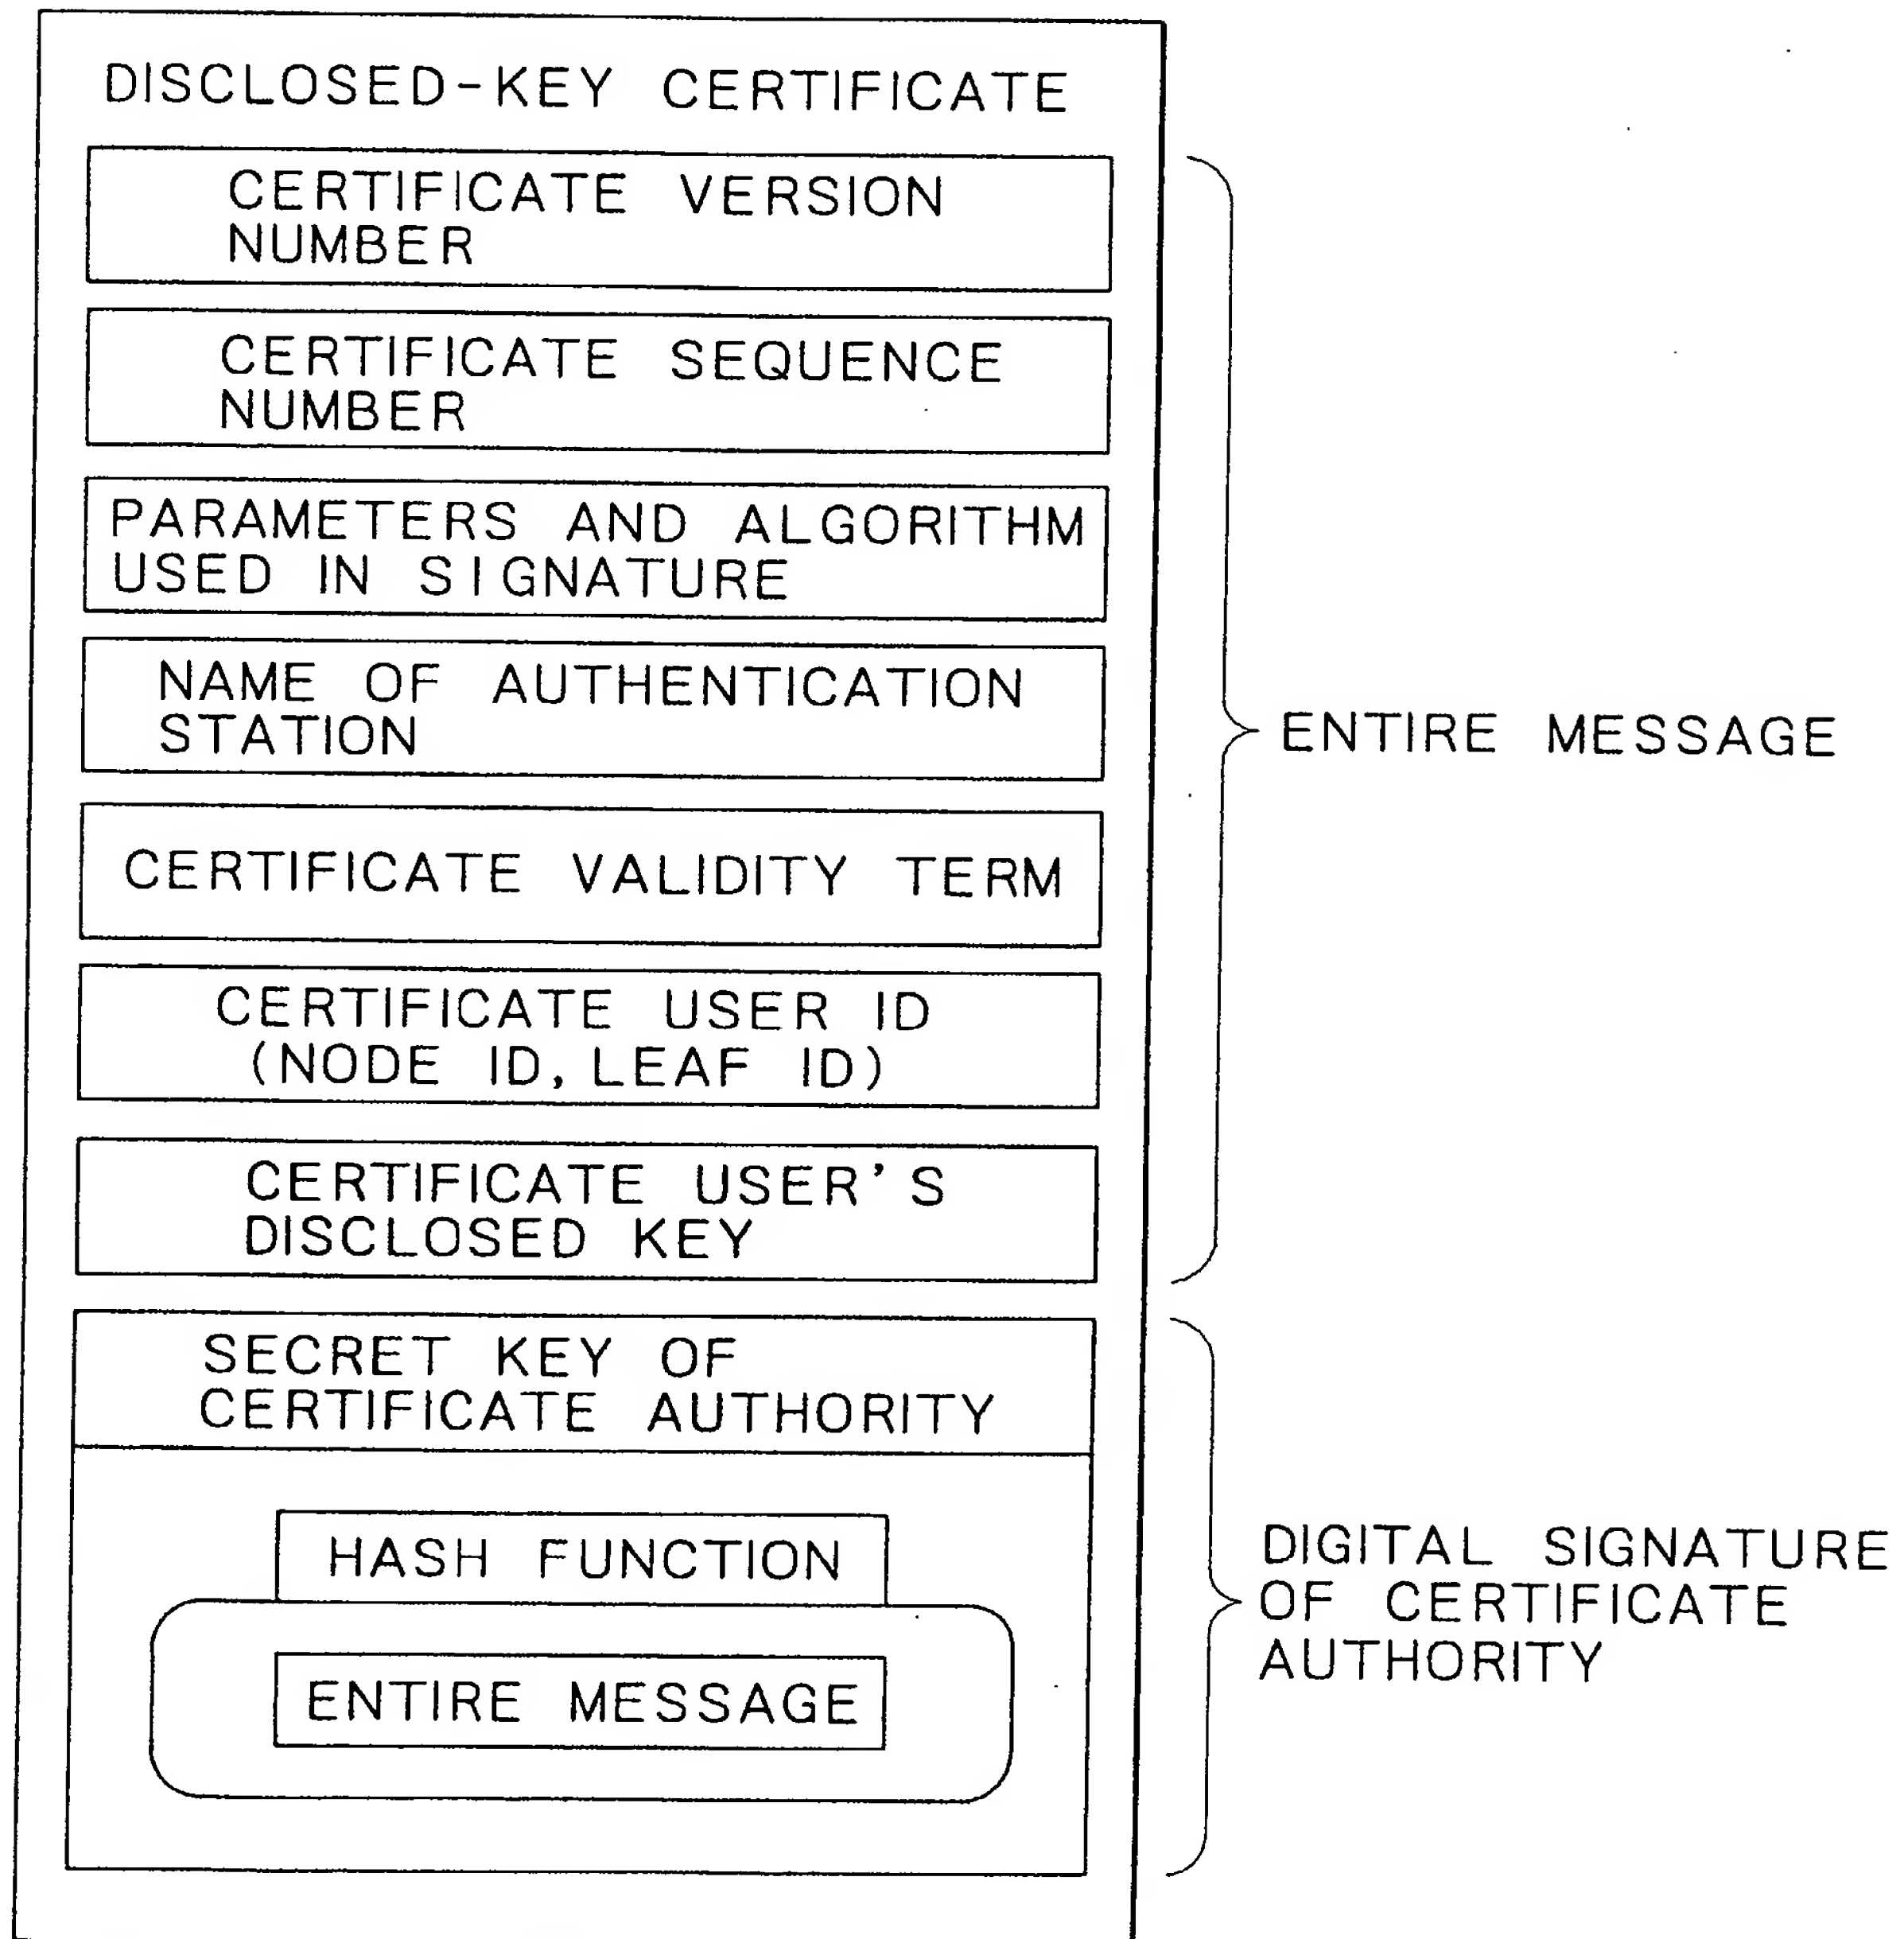 DISCLOSED-KEY CERTIFICATE
CERTIFICATE VERSION
NUMBER
CERTIFICATE SEQUENCE
NUMBER
PARAMETERS AND ALGORITHM
USED IN SIGNATURE
NAME OF AUTHENTICATION
STATION
ENTIRE MESSAGE
CERTIFICATE VALIDITY TERM
CERTIFICATE USER ID
(NODE ID, LEAF ID)
CERTIFICATE USER'S
DISCLOSED KEY
SECRET KEY OF
CERTIFICATE AUTHORITY
HASH FUNCTION
ENTIRE MESSAGE
DIGITAL SIGNATURE
OF CERTIFICATE
AUTHORITY